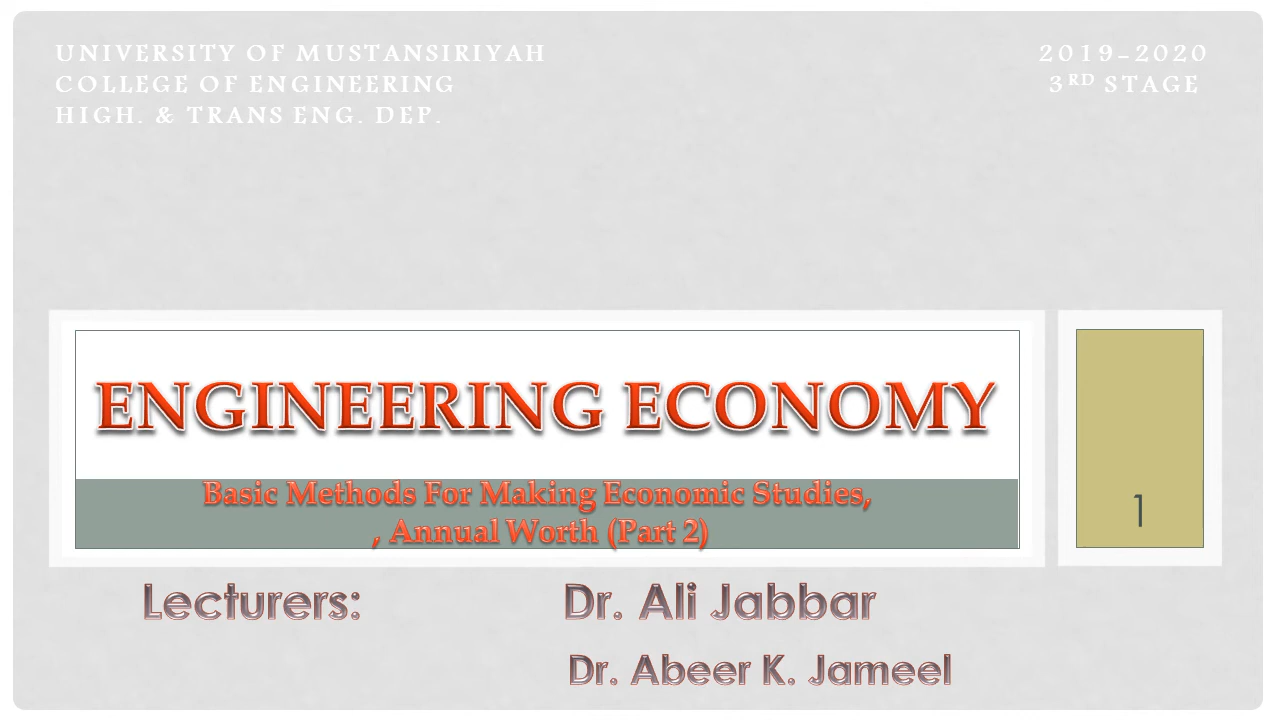 UNIVERSITY OF MUSTANSIRIYAH
COLLEGE OF ENGINEERING
HIGH. & TRANS ENG. DEP.
2019–2020
3RD STAGE
ENGINEERING ECONOMY
Basic Methods For Making Economic Studies,
, Annual Worth (Part 2)
1
Lecturers: Dr. Ali Jabbar
Dr. Abeer K. Jameel